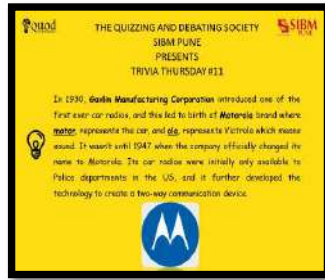 quod
THE QUIZZING AND DEBATING SOCIETY
SIBM
PUNE
SIBM PUNE
PRESENTS
TRIVIA THURSDAY #11
In 1930, Gavlin Manufacturing Corporation introduced one of the
first ever car radios, and this led to birth of Motorola brand where
motor, represents the car, and ola, represents Victrola which means
sound. It wasn't until 1947 when the company officially changed its
name to Motorola. Its car radios were initially only available to
Police departments in the US, and it further developed the
technology to create a two-way communication device.